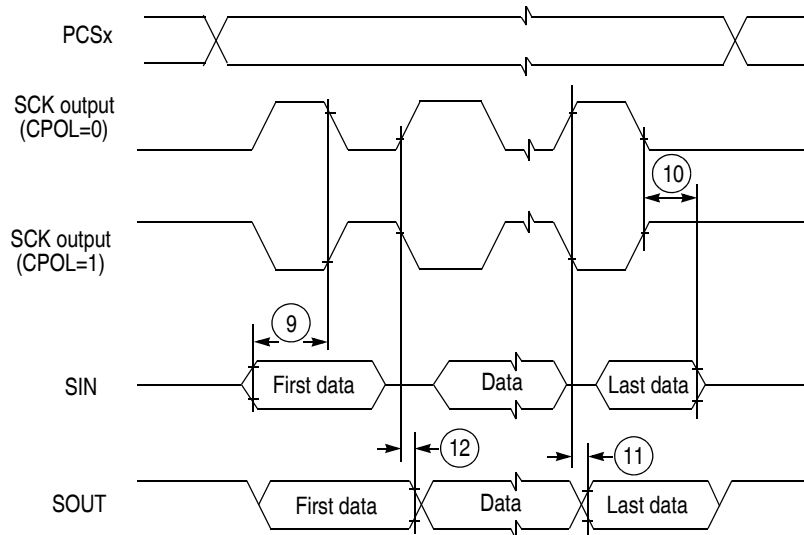 PCSx
SCK output
(CPOL=0)
10
SCK output
(CPOL=1)
9
SIN
First data
Data
Last data
12
11
SOUT
First data
Data
Last data